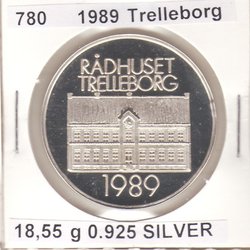 780 1989 Trelleborg
RÅDHUSET
TRELLEBORG
1989
18,55 g 0.925 SILVER